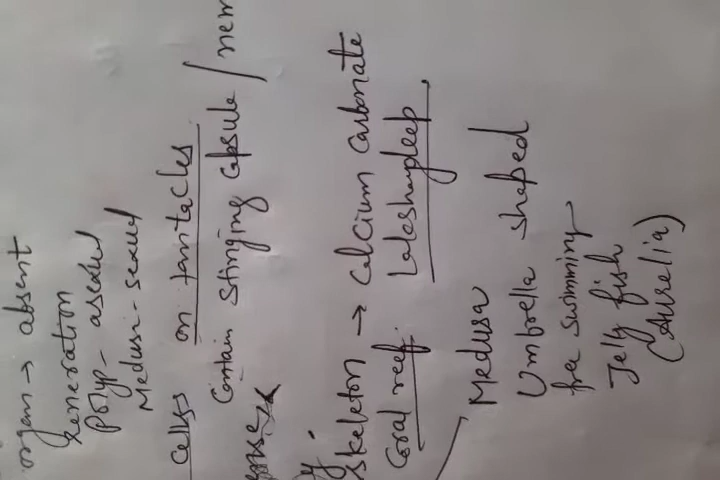 organ → absent
generation
Polyp - asexual
Medusa - sexual
cells on tentacles
Contain stinging capsule / nem
skeleton → calcium carbonate
Coral reef. Lakshaydeep.
Medusa
Umbrella shaped
free swimming
Jelly fish
(Aurelia)